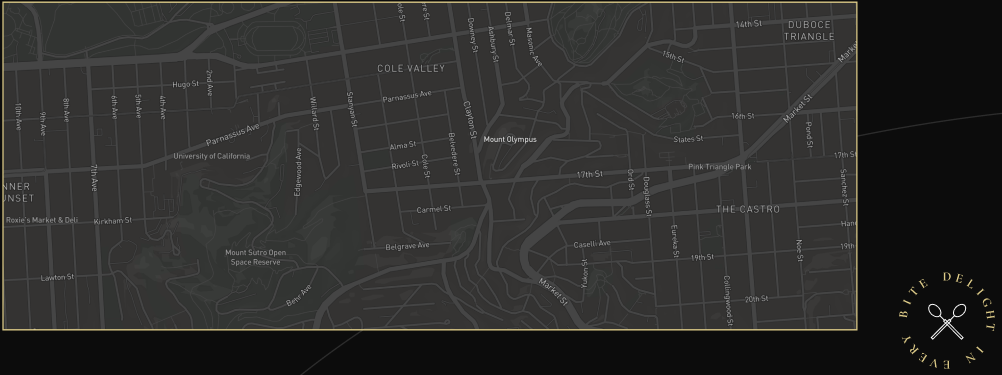 ole St
re St
Downey St
Ashbury St
Delmar St
Masonic Ave
14th St
DUBOCE
TRIANGLE
Marke
15th St
COLE VALLEY
Hugo St
2nd Ave
10th Ave
9th Ave
8th Ave
6th Ave
5th Ave
4th Ave
Willard St
Stanyan St
Parnassus Ave
Clayton St
Market St
16th St
Pond St
Parnassus Ave
University of California
Edgewood Ave
Alma St
Rivoli St
Cole St
Belvedere St
Mount Olympus
States St
17th St
Pink Triangle Park
7th Ave
NNER
UNSET
17th St
Ord St
Douglass St
Sanchez St
Roxie's Market & Deli
Kirkham St
Carmel St
THE CASTRO
Han
Belgrave Ave
Caselli Ave
Eureka St
Noe St
19th
Mount Sutro Open
Space Reserve
19th St
Lawton St
Behr Ave
Market St
Yukon St
Collingwood St
20th St
BITE DELIGHT IN EVERY